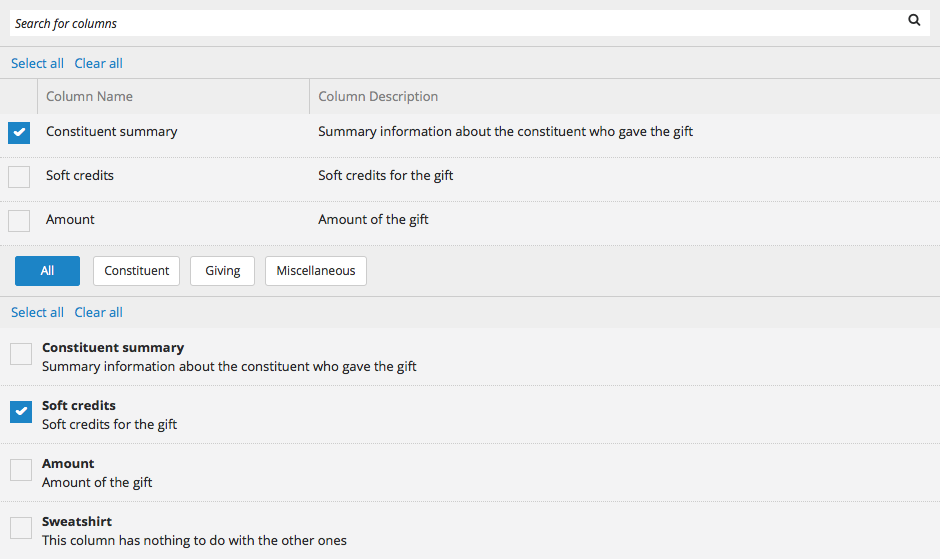 Search for columns
Select all Clear all
Column Name Column Description
Constituent summary Summary information about the constituent who gave the gift
Soft credits Soft credits for the gift
Amount Amount of the gift
All Constituent Giving Miscellaneous
Select all Clear all
Constituent summary
Summary information about the constituent who gave the gift
Soft credits
Soft credits for the gift
Amount
Amount of the gift
Sweatshirt
This column has nothing to do with the other ones